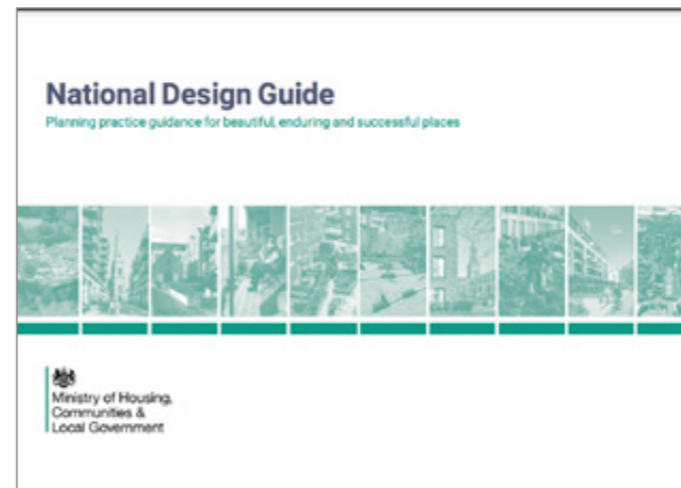 National Design Guide
Planning practice guidance for beautiful, enduring and successful places
Ministry of Housing,
Communities &
Local Government